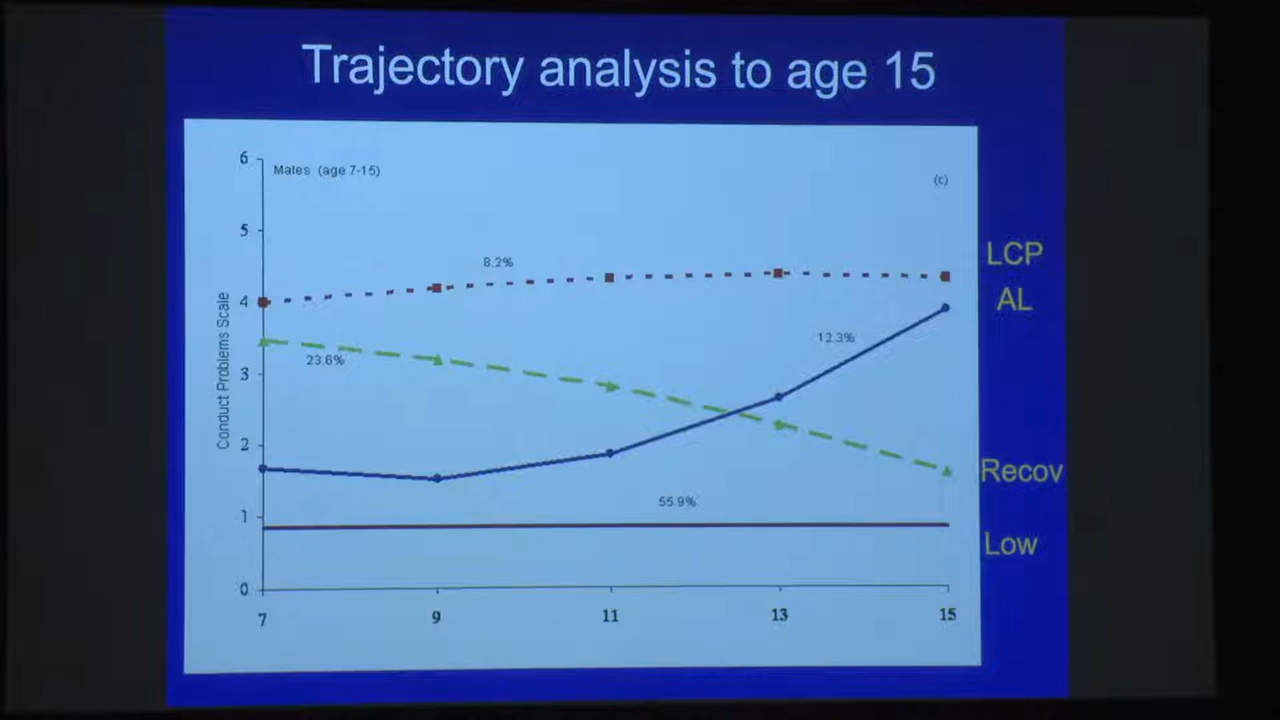 Trajectory analysis to age 15
6
Males (age 7-15)
(c)
5
LCP
8.2%
AL
4
12.3%
23.6%
3
Conduct Problems Scale
2
Recov
55.9%
1
Low
0
7 9 11 13 15